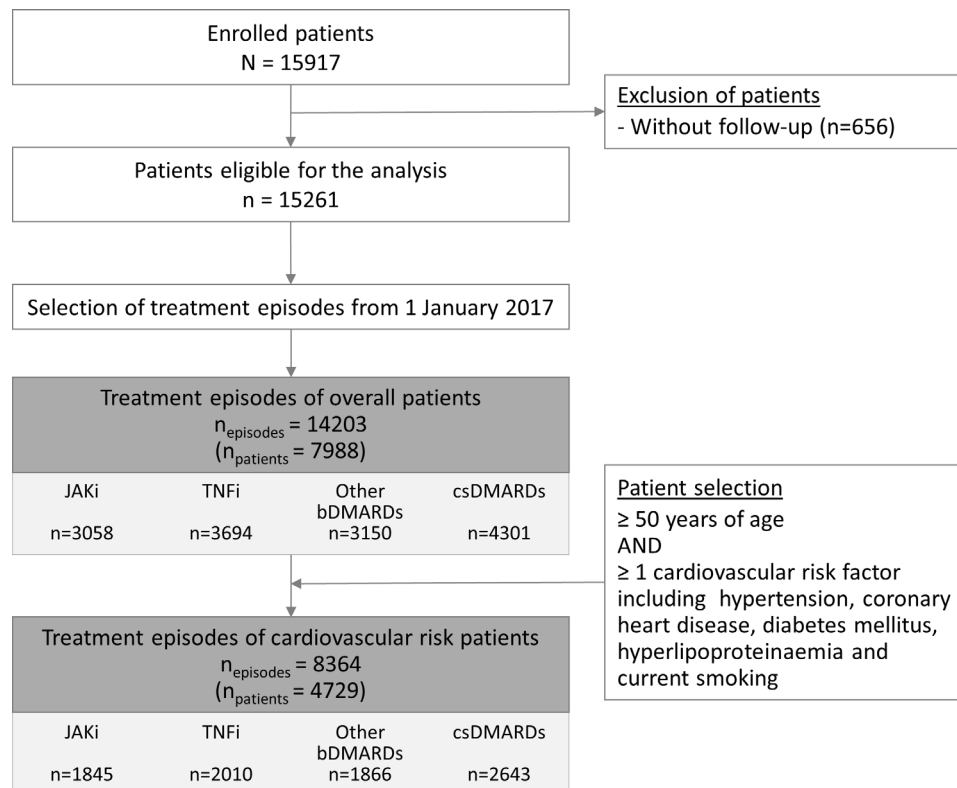 Enrolled patients
N = 15917
Exclusion of patients
- Without follow-up (n=656)
Patients eligible for the analysis
n = 15261
Selection of treatment episodes from 1 January 2017
Treatment episodes of overall patients
n episodes = 14203
(n patients = 7988)
JAKi TNFi Other csDMARDs
bDMARDs
n=3058 n=3694 n=3150 n=4301
Patient selection
≥ 50 years of age
AND
≥ 1 cardiovascular risk factor
including hypertension, coronary
heart disease, diabetes mellitus,
hyperlipoproteinaemia and
current smoking
Treatment episodes of cardiovascular risk patients
n episodes = 8364
(n patients = 4729)
JAKi TNFi Other csDMARDs
bDMARDs
n=1845 n=2010 n=1866 n=2643